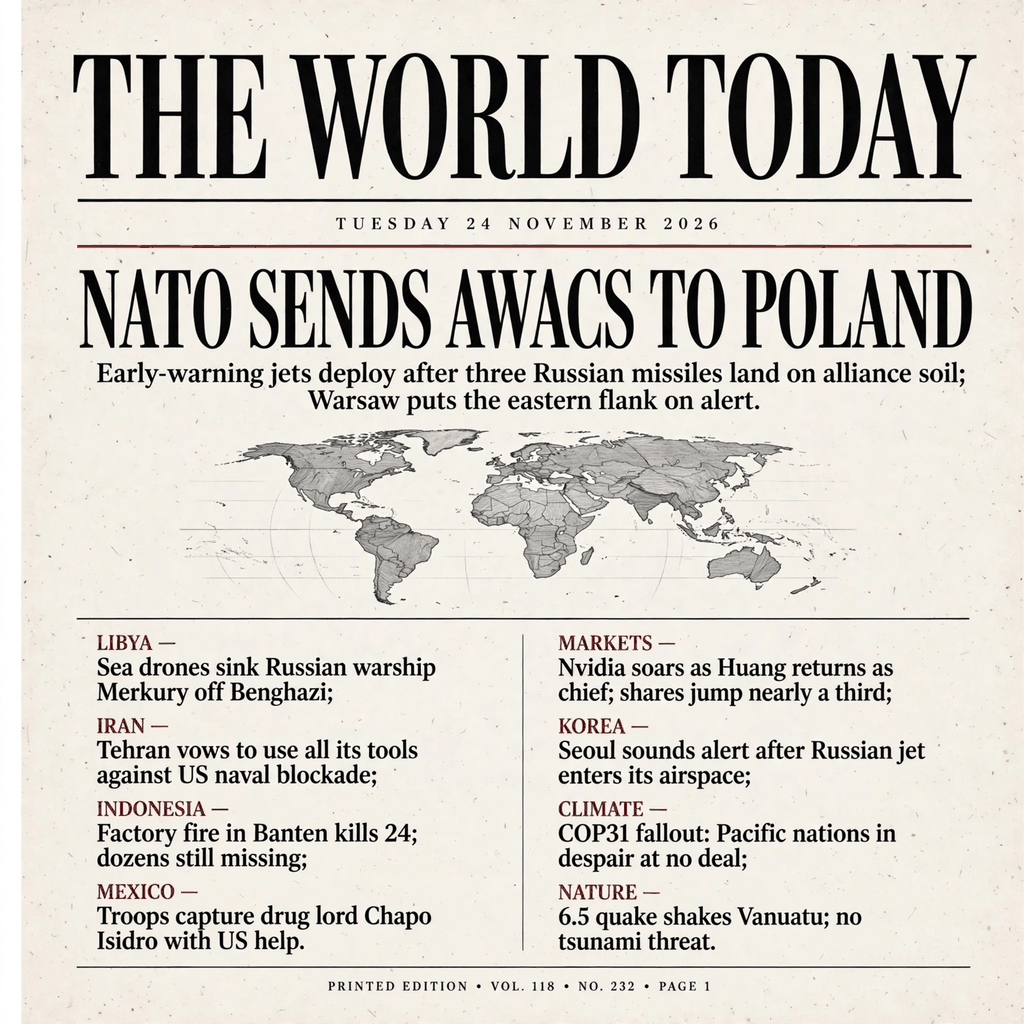 THE WORLD TODAY
TUESDAY 24 NOVEMBER 2026
NATO SENDS AWACS TO POLAND
Early-warning jets deploy after three Russian missiles land on alliance soil;
Warsaw puts the eastern flank on alert.
LIBYA —
Sea drones sink Russian warship
Merkury off Benghazi;
IRAN —
Tehran vows to use all its tools
against US naval blockade;
INDONESIA —
Factory fire in Banten kills 24;
dozens still missing;
MEXICO —
Troops capture drug lord Chapo
Isidro with US help.
MARKETS —
Nvidia soars as Huang returns as
chief; shares jump nearly a third;
KOREA —
Seoul sounds alert after Russian jet
enters its airspace;
CLIMATE —
COP31 fallout: Pacific nations in
despair at no deal;
NATURE —
6.5 quake shakes Vanuatu; no
tsunami threat.
PRINTED EDITION • VOL. 118 • NO. 232 • PAGE 1